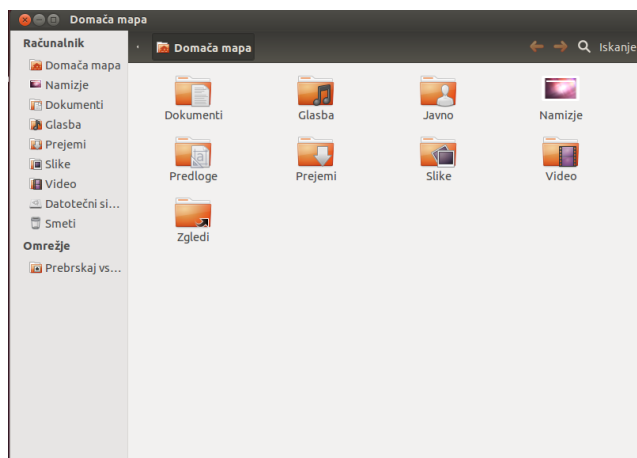 Domača mapa
Računalnik
Domača mapa
Namizje
Dokumenti
Glasba
Prejemi
Slike
Video
Datotečni si...
Smeti
Omrežje
Prebrskaj vs...
Domača mapa
Iskanje
Dokumenti
Glasba
Javno
Namizje
Predloge
Prejemi
Slike
Video
Zgledi